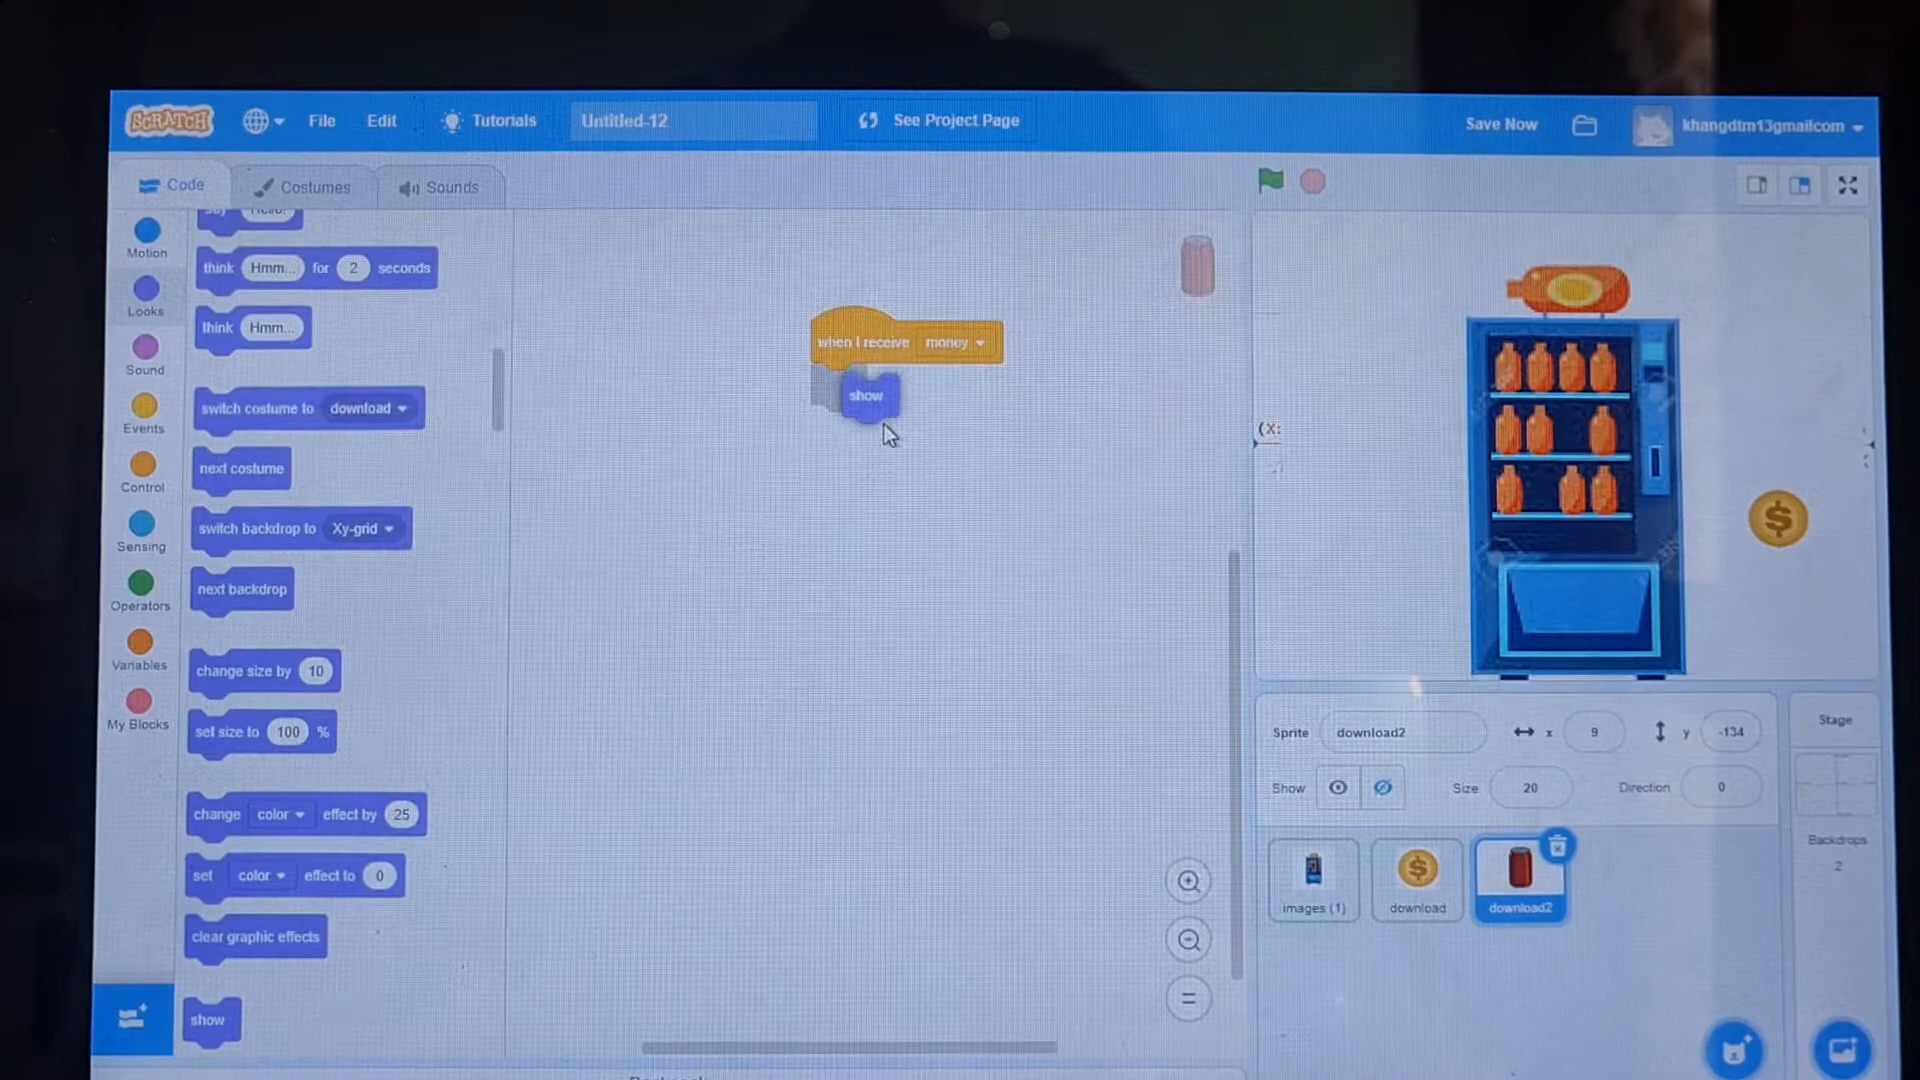 SCRATCH File Edit Tutorials Untitled-12 See Project Page Save Now khangdtm13gmailcom
Code Costumes Sounds
Motion
Looks
Sound
Events
Control
Sensing
Operators
Variables
My Blocks
think Hmm... for 2 seconds
think Hmm...
switch costume to download
next costume
switch backdrop to Xy-grid
next backdrop
change size by 10
set size to 100 %
change color effect by 25
set color effect to 0
clear graphic effects
show
when I receive money
show
(X:
$
Sprite download2 x 9 y -134
Show Size 20 Direction 0
images (1)
$
download
download2
Stage
Backdrops
2